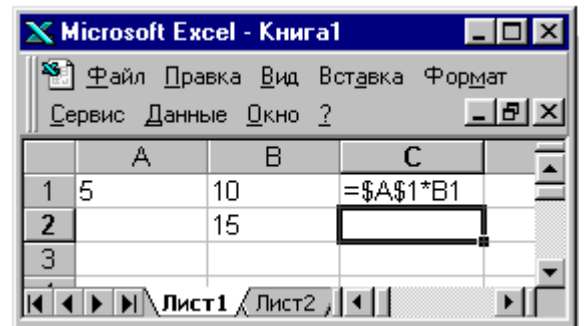 Microsoft Excel - Книга1
Файл Правка Вид Вставка Формат
Сервис Данные Окно ?
A B C
1 5 10 =$A$1*B1
2 15
3
Лист1 Лист2